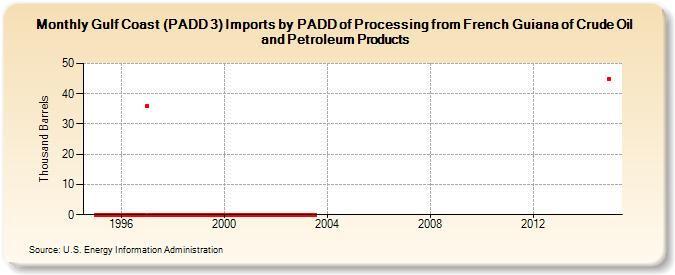 Monthly Gulf Coast (PADD 3) Imports by PADD of Processing from French Guiana of Crude Oil
and Petroleum Products
Thousand Barrels
50
40
30
20
10
0
1996 2000 2004 2008 2012
Source: U.S. Energy Information Administration